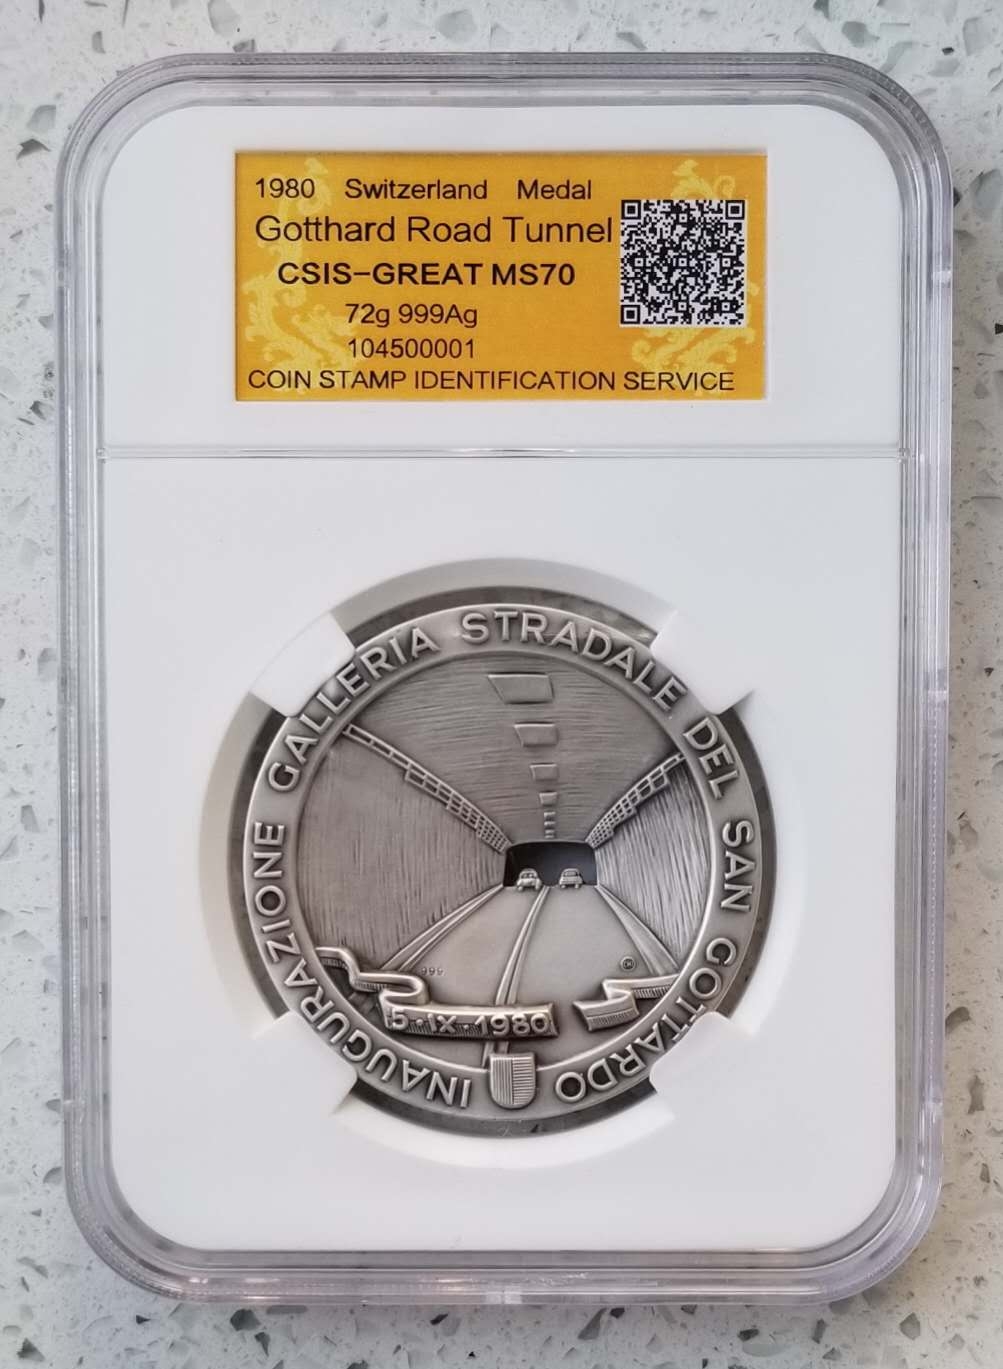 1980 Switzerland Medal
Gotthard Road Tunnel
CSIS-GREAT MS70
72g 999Ag
104500001
COIN STAMP IDENTIFICATION SERVICE
INAUGURAZIONE GALLERIA STRADALE DEL SAN GOTTARDO
999
5·IX·1980